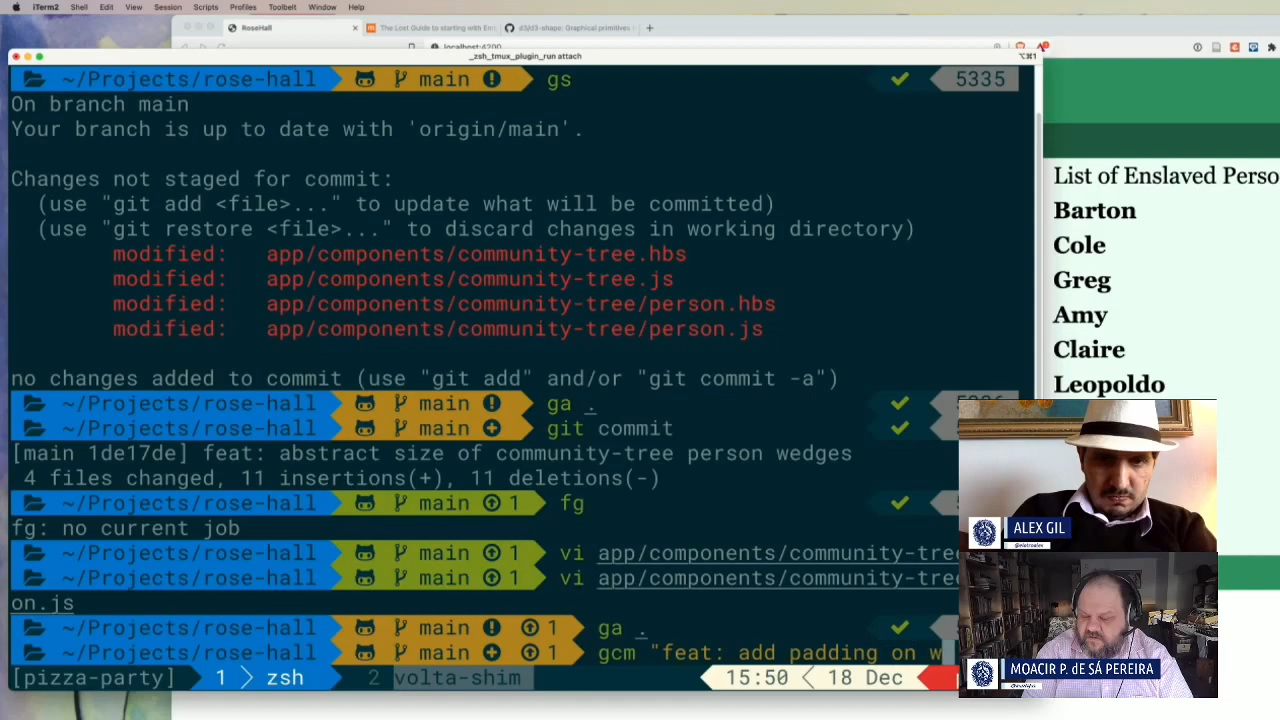 iTerm2 Shell Edit View Session Scripts Profiles Toolbelt Window Help
RoseHall
The Lost Guide to starting with Em
d3/d3-shape: Graphical primitives
localhost:4200
_zsh_tmux_plugin_run attach
⌥⌘1
~/Projects/rose-hall main gs 5335
On branch main
Your branch is up to date with 'origin/main'.
Changes not staged for commit:
(use "git add <file>..." to update what will be committed)
(use "git restore <file>..." to discard changes in working directory)
modified: app/components/community-tree.hbs
modified: app/components/community-tree.js
modified: app/components/community-tree/person.hbs
modified: app/components/community-tree/person.js
no changes added to commit (use "git add" and/or "git commit -a")
~/Projects/rose-hall main ga .
~/Projects/rose-hall main git commit
[main 1de17de] feat: abstract size of community-tree person wedges
4 files changed, 11 insertions(+), 11 deletions(-)
~/Projects/rose-hall main 1 fg
fg: no current job
~/Projects/rose-hall main 1 vi app/components/community-tree
~/Projects/rose-hall main 1 vi app/components/community-tree
on.js
~/Projects/rose-hall main 1 ga .
~/Projects/rose-hall main 1 gcm "feat: add padding on w
[pizza-party] 1 zsh 2 volta-shim 15:50 18 Dec
List of Enslaved Perso
Barton
Cole
Greg
Amy
Claire
Leopoldo
ALEX GIL
@elotroalex
MOACIR P. dE SÁ PEREIRA